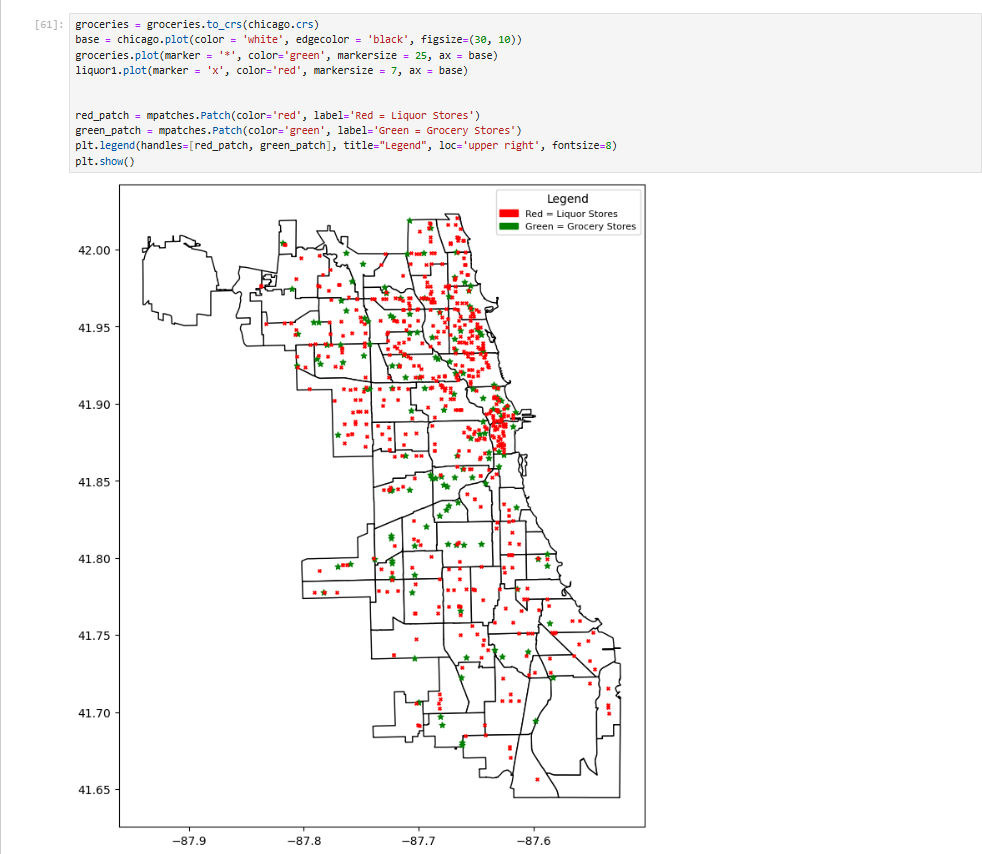 [61]:
groceries = groceries.to_crs(chicago.crs)
base = chicago.plot(color = 'white', edgecolor = 'black', figsize=(30, 10))
groceries.plot(marker = '*', color='green', markersize = 25, ax = base)
liquor1.plot(marker = 'x', color='red', markersize = 7, ax = base)
red_patch = mpatches.Patch(color='red', label='Red = Liquor Stores')
green_patch = mpatches.Patch(color='green', label='Green = Grocery Stores')
plt.legend(handles=[red_patch, green_patch], title="Legend", loc='upper right', fontsize=8)
plt.show()
Legend
Red = Liquor Stores
Green = Grocery Stores
42.00
41.95
41.90
41.85
41.80
41.75
41.70
41.65
−87.9
−87.8
−87.7
−87.6